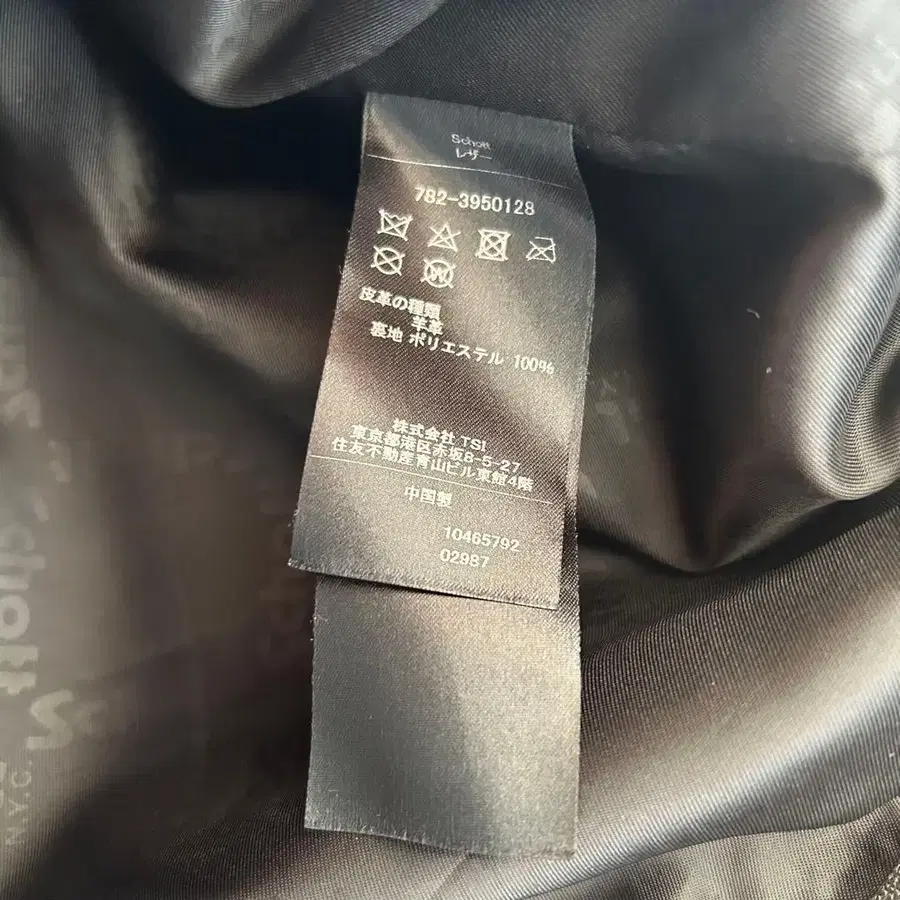 Schott
レザー
782-3950128
皮革の種類
羊革
裏地 ポリエステル 100%
株式会社 TSI
東京都港区赤坂8-5-27
住友不動産青山ビル東館4階
中国製
10465792
02987
N.Y.C.